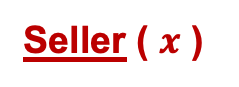 Seller ( x )